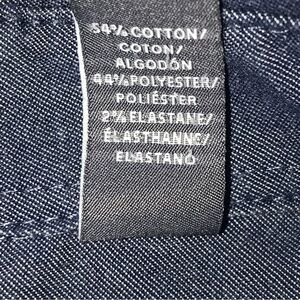 54% COTTON/
COTON/
ALGODÓN
44% POLYESTER/
POLIÉSTER
2% ELASTANE/
ÉLASTHANNE/
ELASTANO